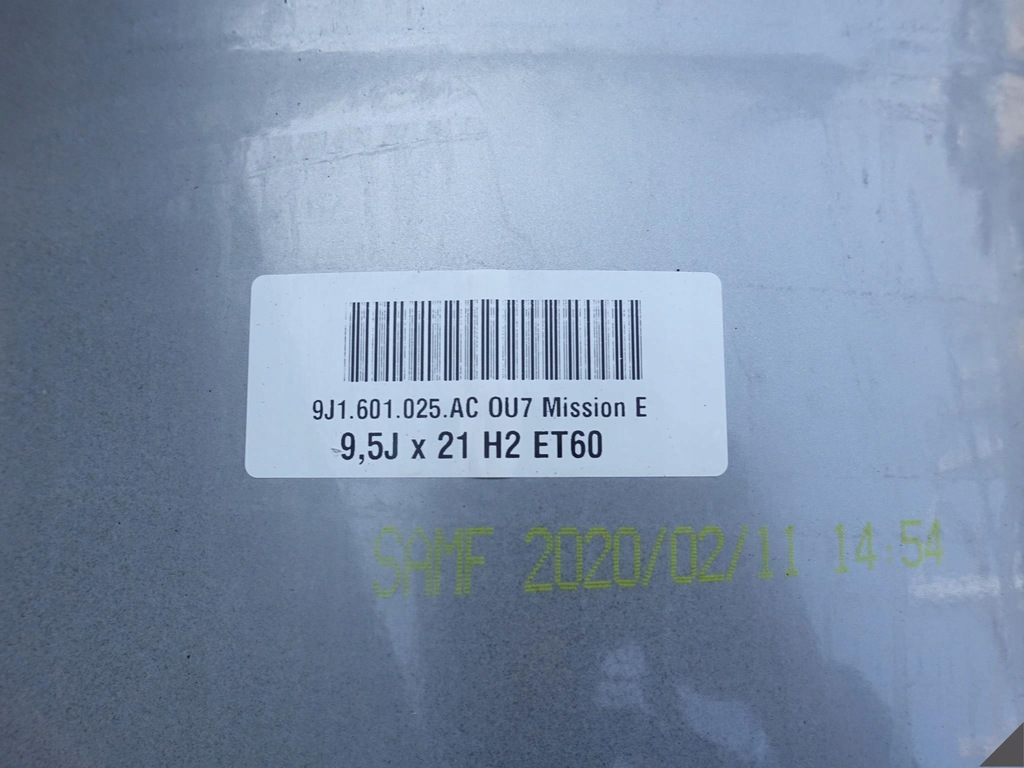 9J1.601.025.AC OU7 Mission E
9,5J x 21 H2 ET60
SAMF 2020/02/11 14:54